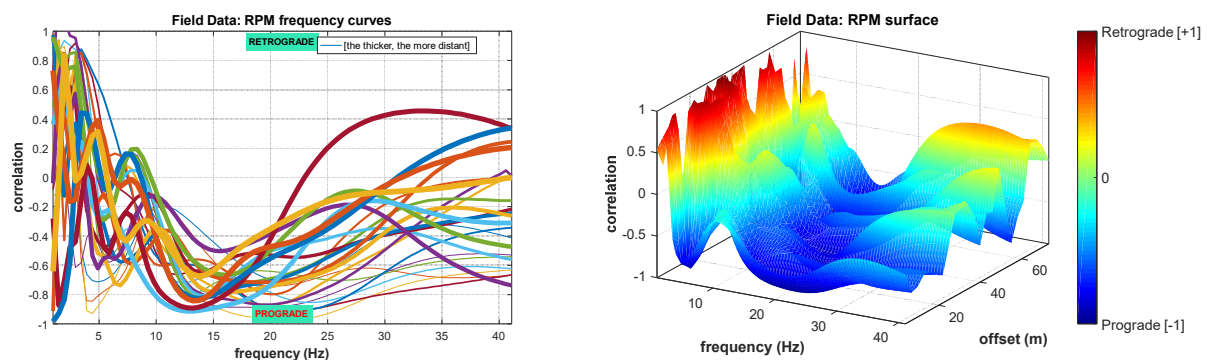 Field Data: RPM frequency curves
RETROGRADE
[the thicker, the more distant]
1
0.8
0.6
0.4
0.2
0
-0.2
-0.4
-0.6
-0.8
-1
correlation
PROGRADE
5
10
15
20
25
30
35
40
frequency (Hz)
Field Data: RPM surface
1
0.5
0
-0.5
-1
correlation
10
20
30
40
frequency (Hz)
20
40
60
offset (m)
Retrograde [+1]
0
Prograde [-1]